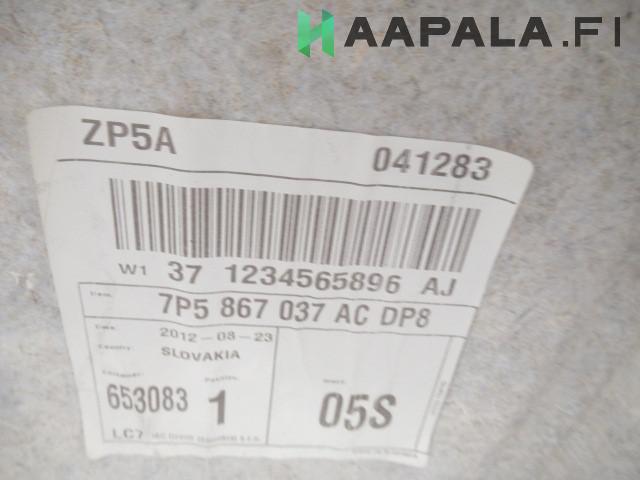 HAAPALA.FI
ZP5A
041283
W1 37 1234565896 AJ
7P5 867 037 AC DP8
2012-08-23
SLOVAKIA
653083 1 05S
LC7